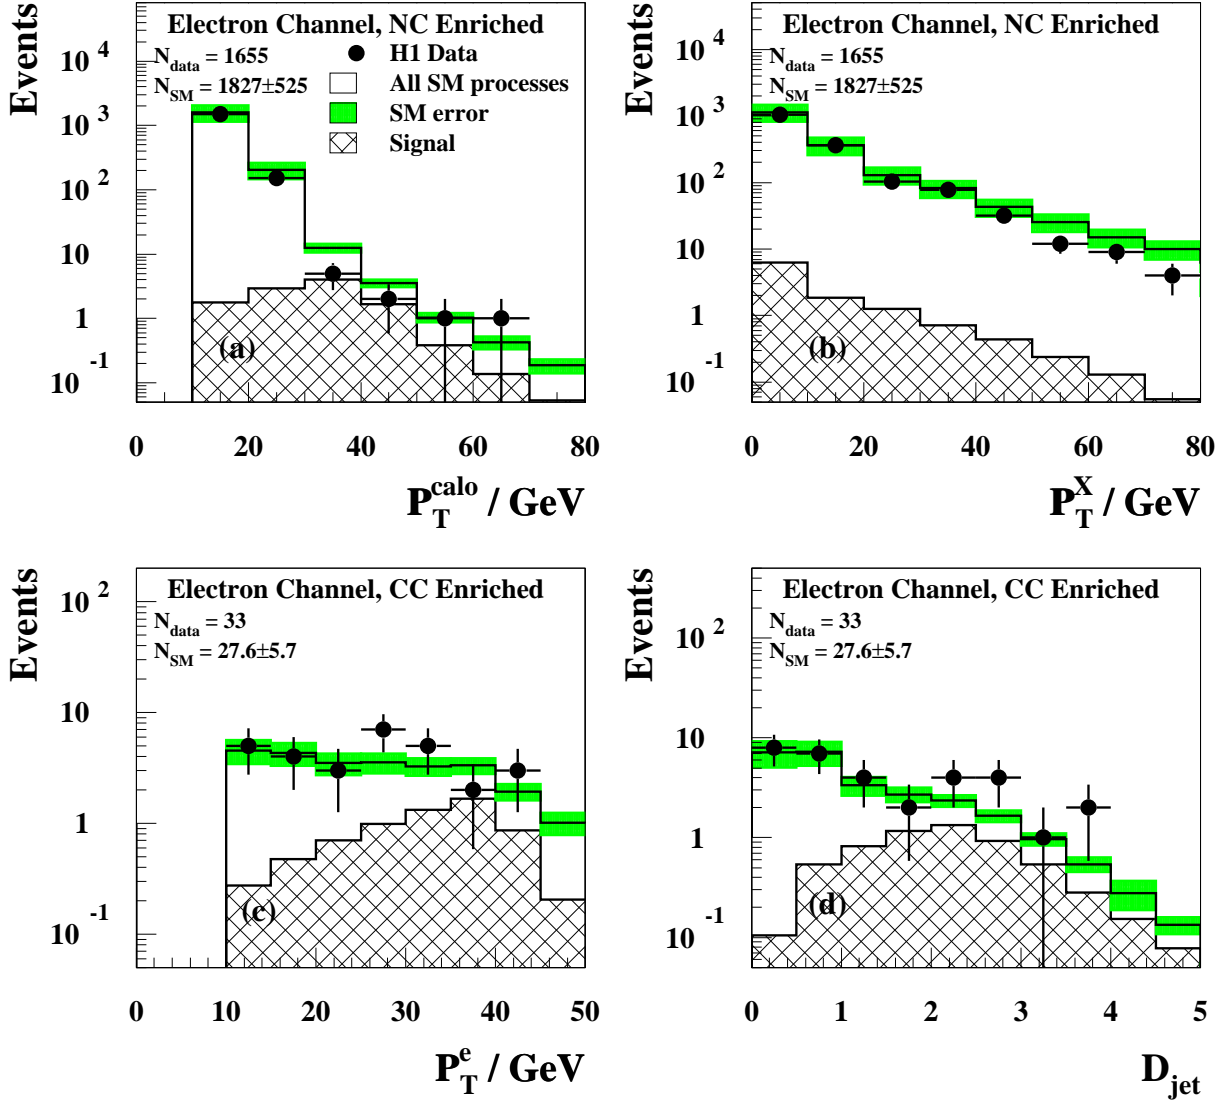 Events
Electron Channel, NC Enriched
N_data = 1655
N_SM = 1827±525
H1 Data
All SM processes
SM error
Signal
10^4
10^3
10^2
10
1
10^-1
(a)
0 20 40 60 80
P_T^calo / GeV
Events
Electron Channel, NC Enriched
N_data = 1655
N_SM = 1827±525
10^4
10^3
10^2
10
1
10^-1
(b)
0 20 40 60 80
P_T^X / GeV
Events
Electron Channel, CC Enriched
N_data = 33
N_SM = 27.6±5.7
10^2
10
1
10^-1
(c)
0 10 20 30 40 50
P_T^e / GeV
Events
Electron Channel, CC Enriched
N_data = 33
N_SM = 27.6±5.7
10^2
10
1
10^-1
(d)
0 1 2 3 4 5
D_jet